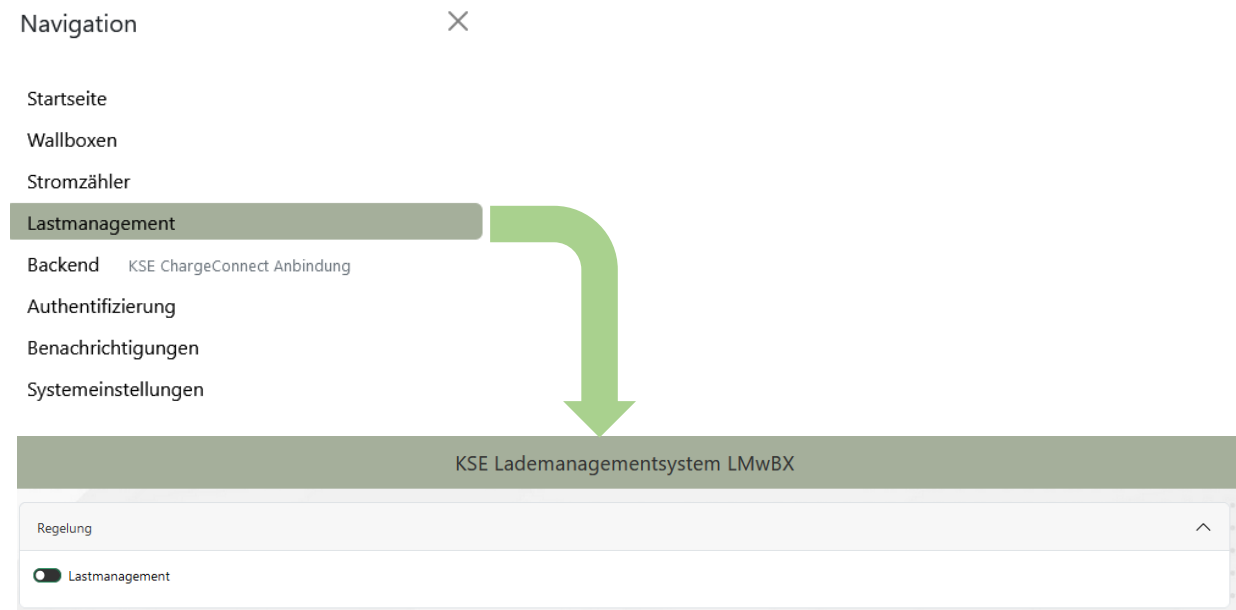 Navigation
Startseite
Wallboxen
Stromzähler
Lastmanagement
Backend KSE ChargeConnect Anbindung
Authentifizierung
Benachrichtigungen
Systemeinstellungen
KSE Lademanagementsystem LMwBX
Regelung
Lastmanagement